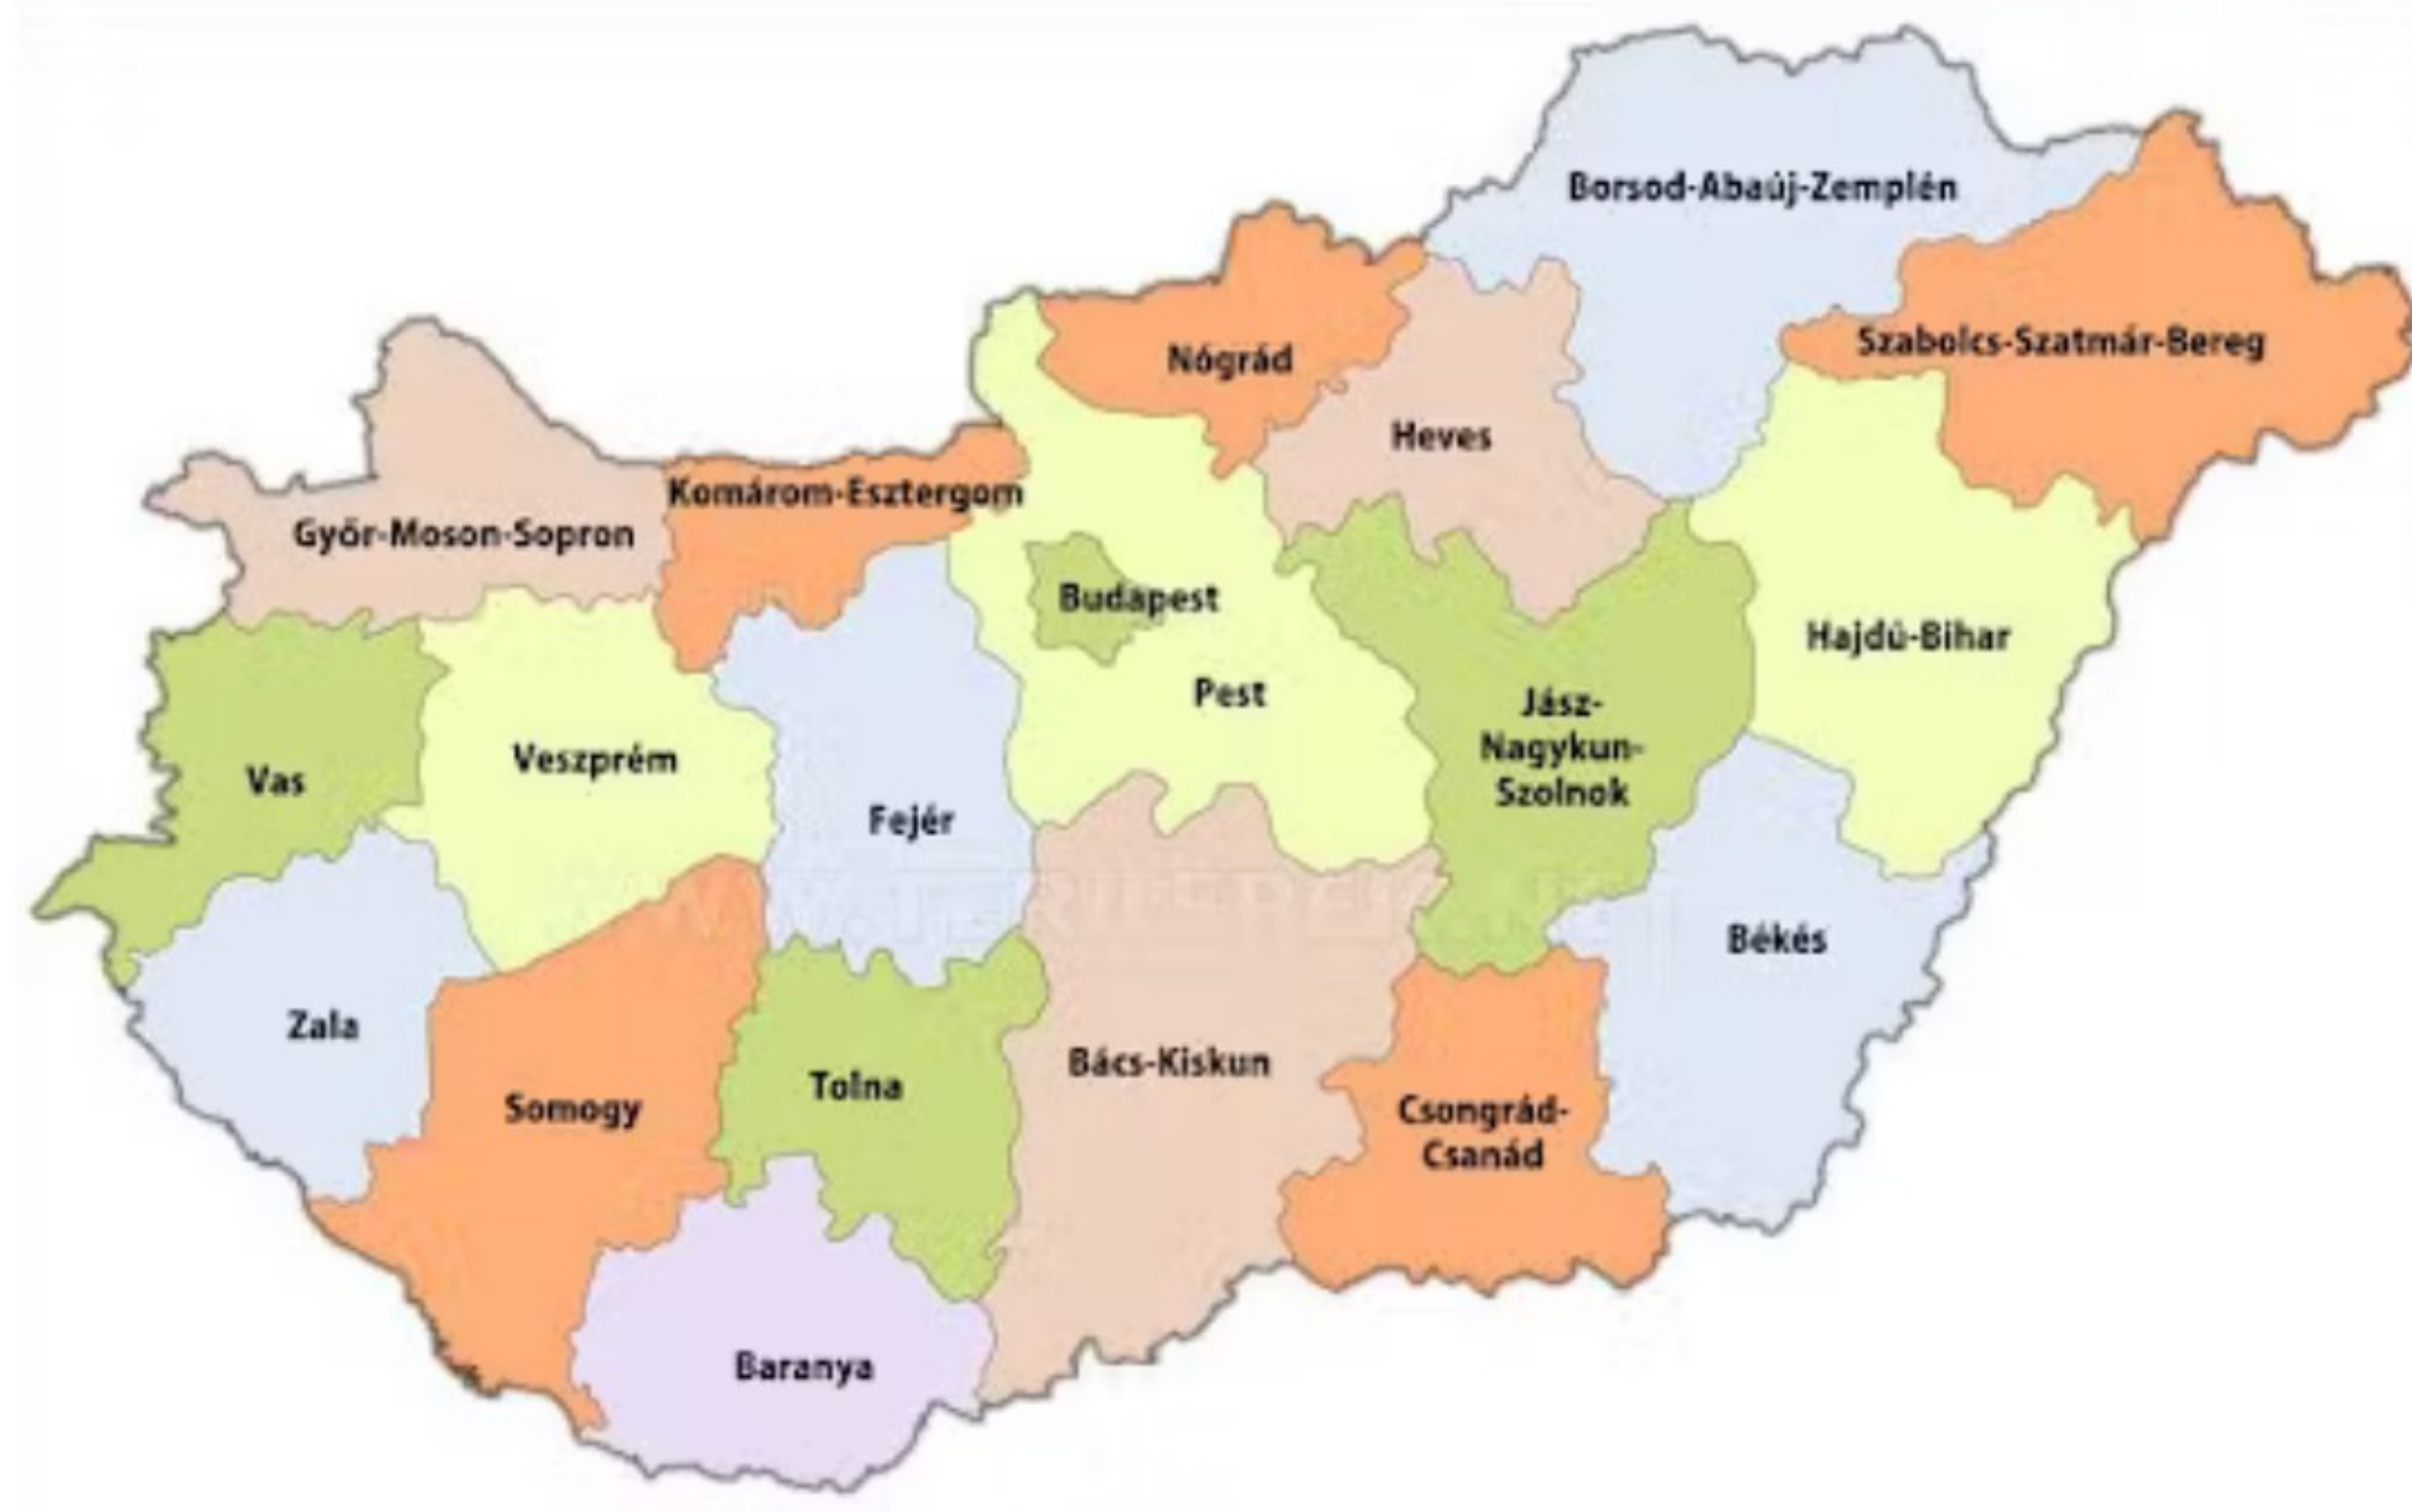 Borsod-Abaúj-Zemplén
Szabolcs-Szatmár-Bereg
Nógrád
Heves
Komárom-Esztergom
Győr-Moson-Sopron
Budapest
Hajdú-Bihar
Pest
Jász-
Nagykun-
Szolnok
Veszprém
Vas
Fejér
Békés
Zala
Bács-Kiskun
Tolna
Somogy
Csongrád-
Csanád
Baranya